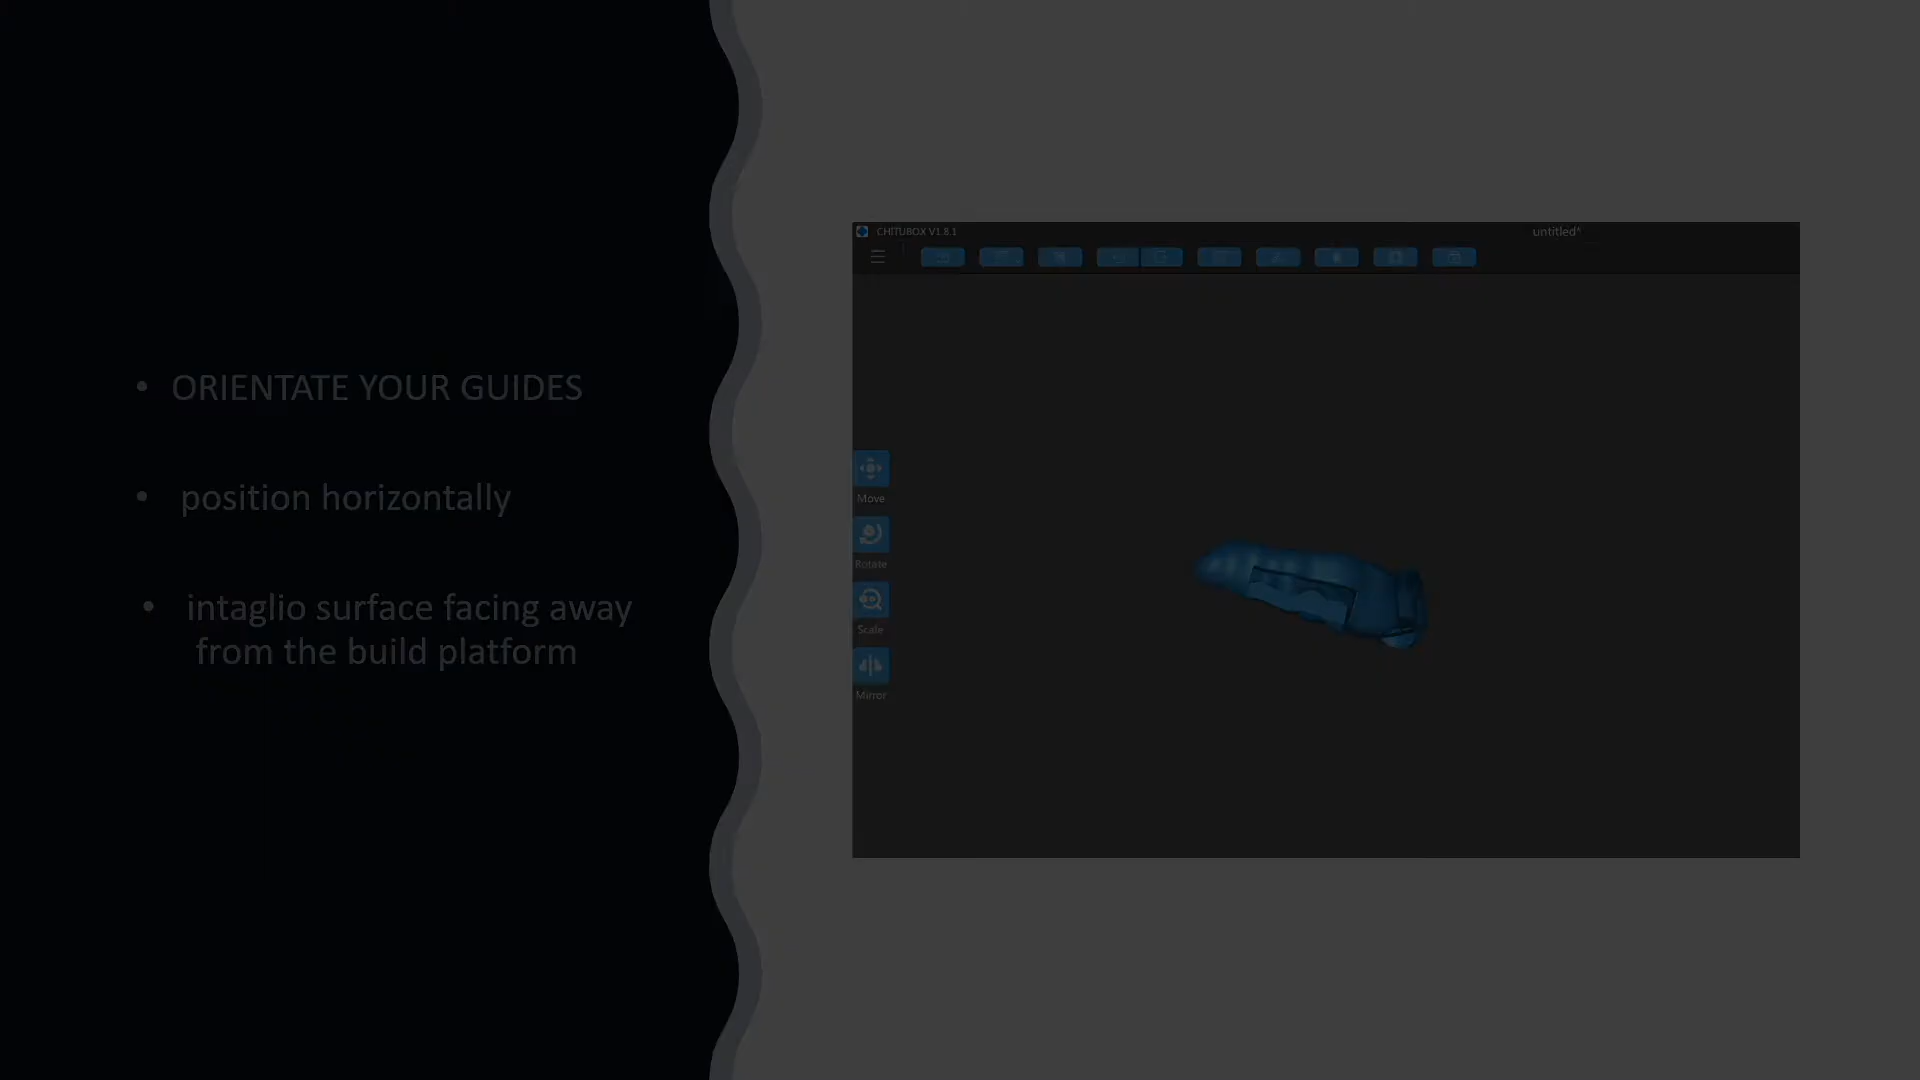 • ORIENTATE YOUR GUIDES
• position horizontally
• intaglio surface facing away
from the build platform
CHITUBOX V1.8.1
untitled*
Move
Rotate
Scale
Mirror